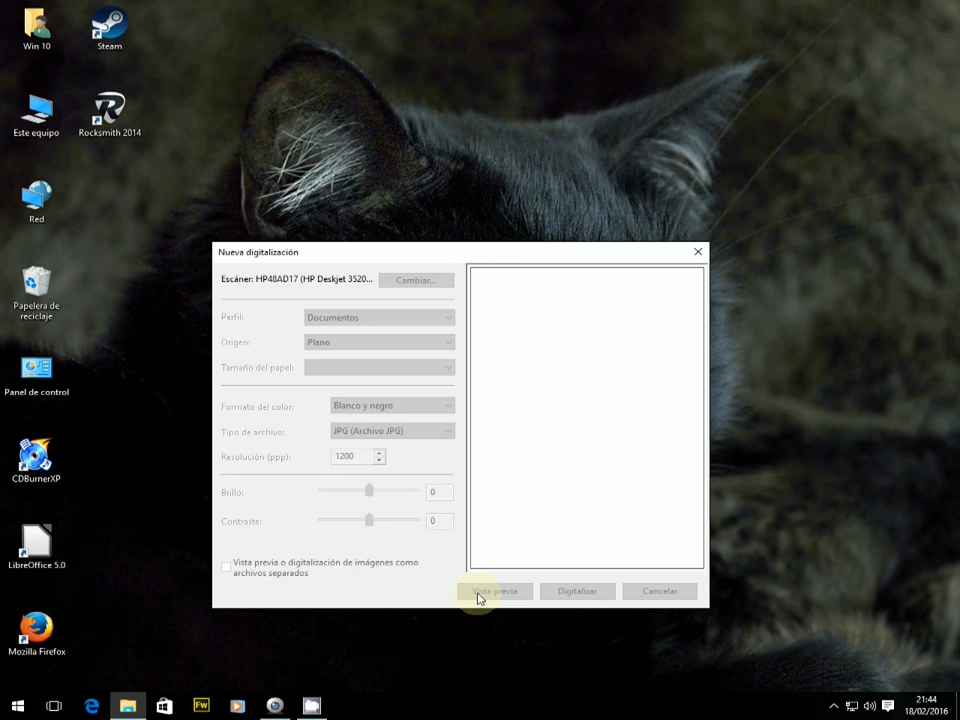 Win 10
Steam
Este equipo
Rocksmith 2014
Red
Papelera de
reciclaje
Panel de control
CDBurnerXP
LibreOffice 5.0
Mozilla Firefox
Nueva digitalización
Escáner: HP48AD17 (HP Deskjet 3520...
Cambiar...
Perfil:
Documentos
Origen:
Plano
Tamaño del papel:
Formato del color:
Blanco y negro
Tipo de archivo:
JPG (Archivo JPG)
Resolución (ppp):
1200
Brillo:
0
Contraste:
0
Vista previa o digitalización de imágenes como
archivos separados
Vista previa
Digitalizar
Cancelar
Fw
21:44
18/02/2016